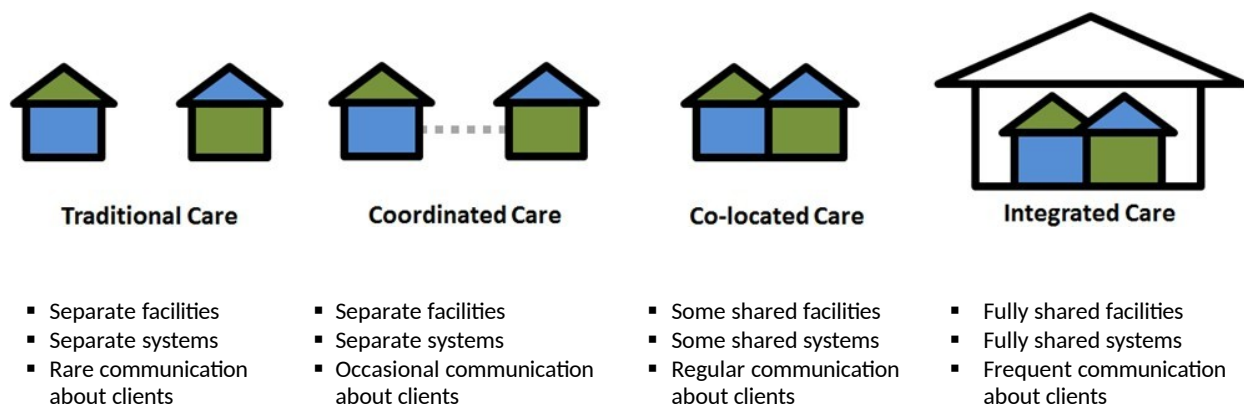 Traditional Care
Coordinated Care
Co-located Care
Integrated Care
▪ Separate facilities
▪ Separate systems
▪ Rare communication
about clients
▪ Separate facilities
▪ Separate systems
▪ Occasional communication
about clients
▪ Some shared facilities
▪ Some shared systems
▪ Regular communication
about clients
▪ Fully shared facilities
▪ Fully shared systems
▪ Frequent communication
about clients